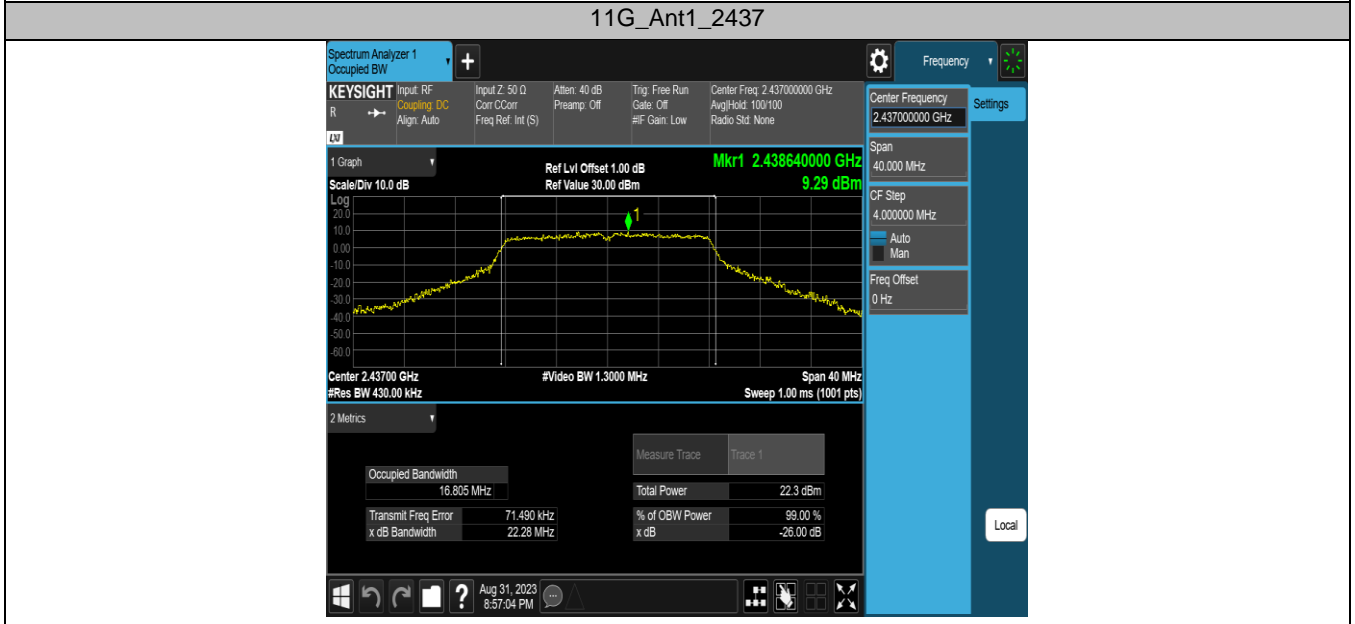 11G_Ant1_2437
Spectrum Analyzer 1
Occupied BW
+
Frequency
KEYSIGHT
R
LXI
Input: RF
Coupling: DC
Align: Auto
Input Z: 50 Ω
Corr CCorr
Freq Ref: Int (S)
Atten: 40 dB
Preamp: Off
Trig: Free Run
Gate: Off
#IF Gain: Low
Center Freq: 2.437000000 GHz
Avg|Hold: 100/100
Radio Std: None
1 Graph
Scale/Div 10.0 dB
Ref Lvl Offset 1.00 dB
Ref Value 30.00 dBm
Mkr1 2.438640000 GHz
9.29 dBm
Log
20.0
10.0
0.00
-10.0
-20.0
-30.0
-40.0
-50.0
-60.0
1
Center 2.43700 GHz
#Res BW 430.00 kHz
#Video BW 1.3000 MHz
Span 40 MHz
Sweep 1.00 ms (1001 pts)
2 Metrics
Measure Trace Trace 1
Occupied Bandwidth
16.805 MHz
Total Power 22.3 dBm
Transmit Freq Error 71.490 kHz
% of OBW Power 99.00 %
x dB Bandwidth 22.28 MHz
x dB -26.00 dB
Center Frequency
2.437000000 GHz
Settings
Span
40.000 MHz
CF Step
4.000000 MHz
Auto
Man
Freq Offset
0 Hz
Local
?
Aug 31, 2023
8:57:04 PM